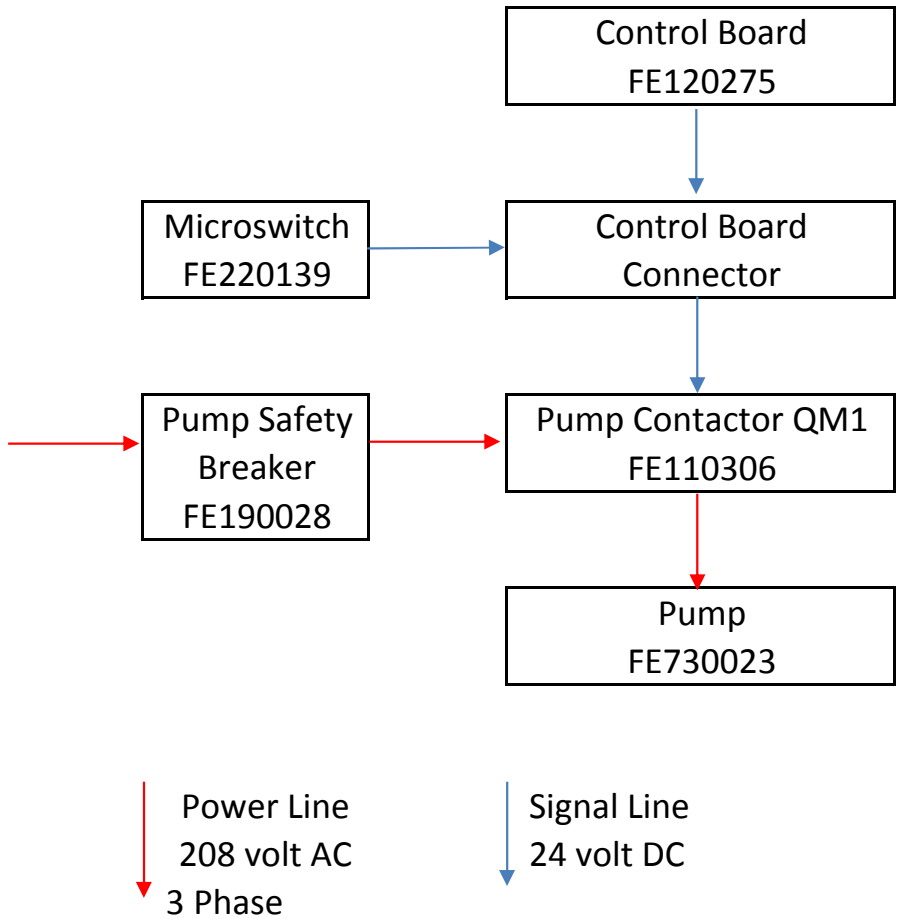 Control Board
FE120275
Microswitch
FE220139
Control Board
Connector
Pump Safety
Breaker
FE190028
Pump Contactor QM1
FE110306
Pump
FE730023
Power Line
208 volt AC
3 Phase
Signal Line
24 volt DC